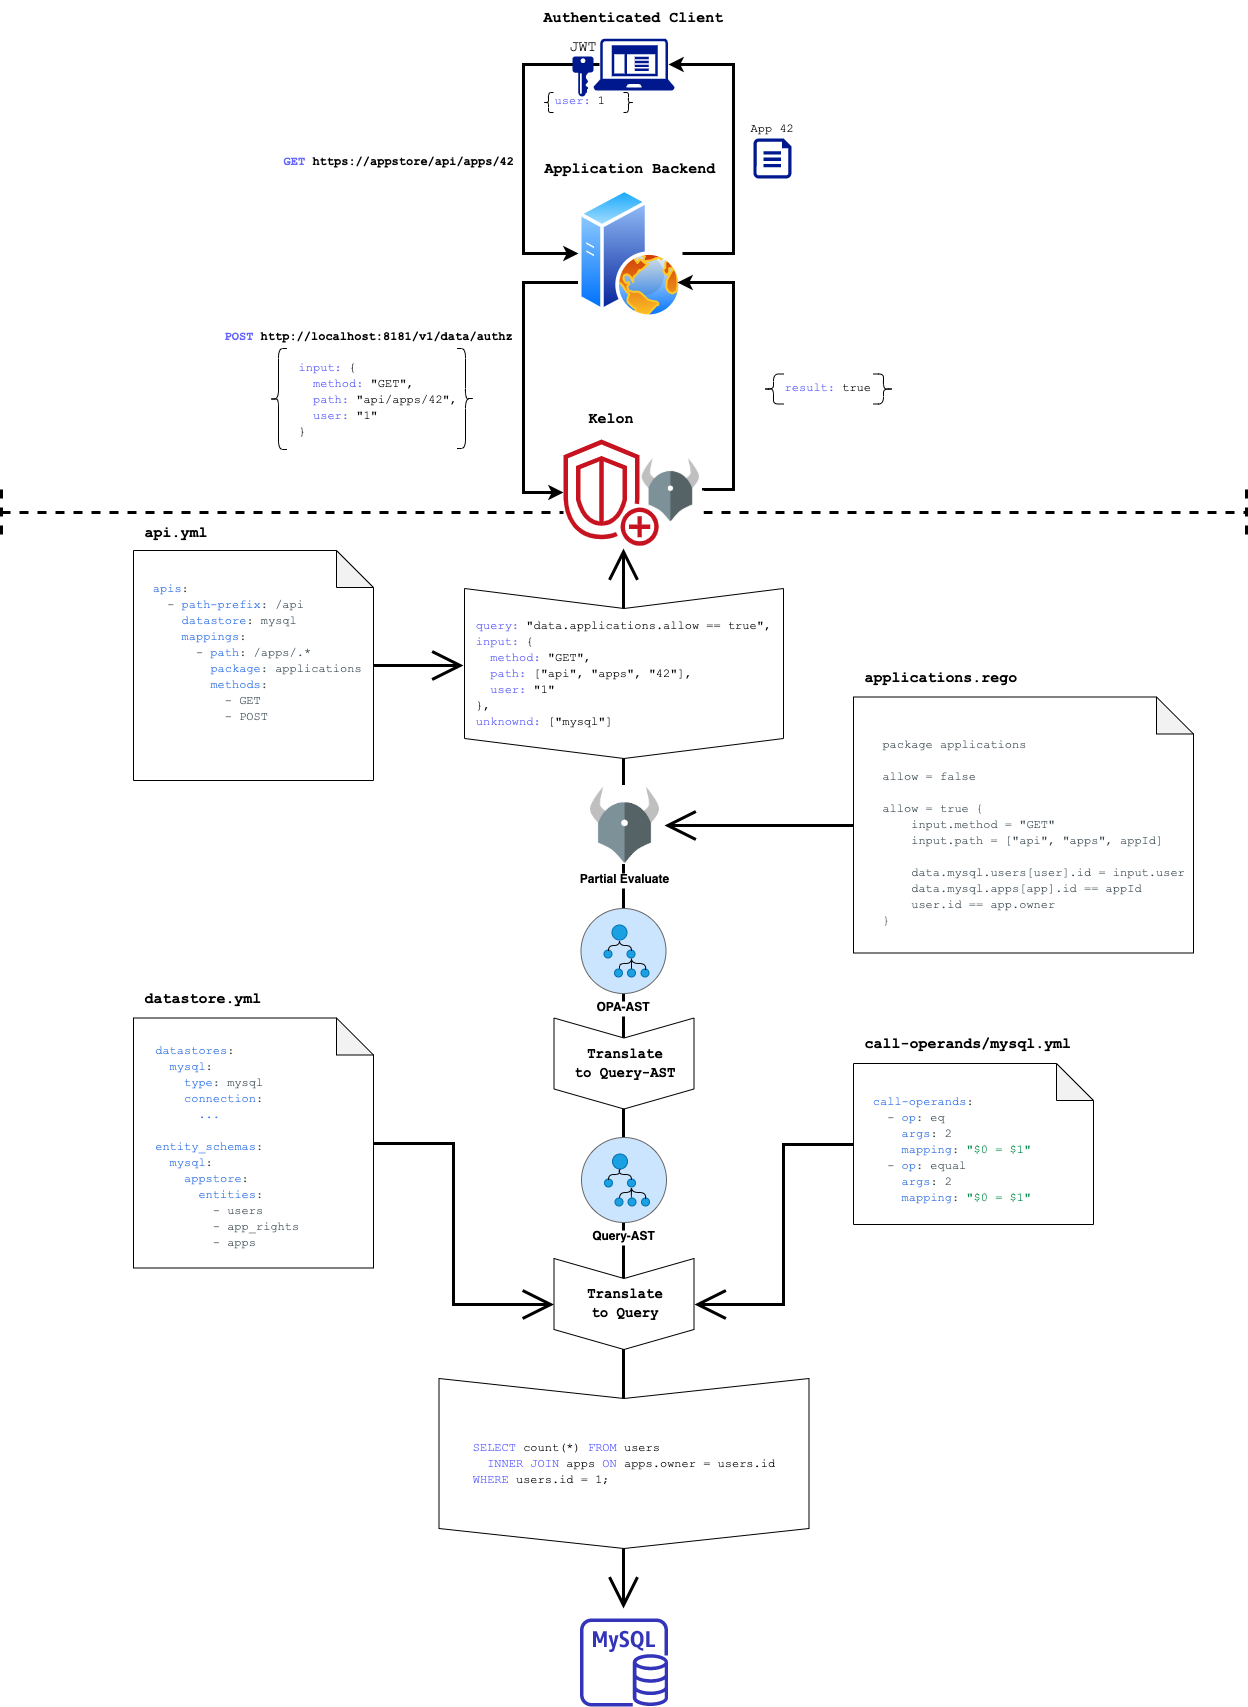 Authenticated Client
JWT
{user: 1 }
App 42
GET https://appstore/api/apps/42
Application Backend
POST http://localhost:8181/v1/data/authz
input: {
method: "GET",
path: "api/apps/42",
user: "1"
}
{result: true}
Kelon
api.yml
apis:
- path-prefix: /api
datastore: mysql
mappings:
- path: /apps/.*
package: applications
methods:
- GET
- POST
query: "data.applications.allow == true",
input: {
method: "GET",
path: ["api", "apps", "42"],
user: "1"
},
unknownd: ["mysql"]
applications.rego
package applications
allow = false
allow = true {
input.method = "GET"
input.path = ["api", "apps", appId]
data.mysql.users[user].id = input.user
data.mysql.apps[app].id == appId
user.id == app.owner
}
Partial Evaluate
OPA-AST
datastore.yml
datastores:
mysql:
type: mysql
connection:
...
entity_schemas:
mysql:
appstore:
entities:
- users
- app_rights
- apps
Translate
to Query-AST
call-operands/mysql.yml
call-operands:
- op: eq
args: 2
mapping: "$0 = $1"
- op: equal
args: 2
mapping: "$0 = $1"
Query-AST
Translate
to Query
SELECT count(*) FROM users
INNER JOIN apps ON apps.owner = users.id
WHERE users.id = 1;
MySQL